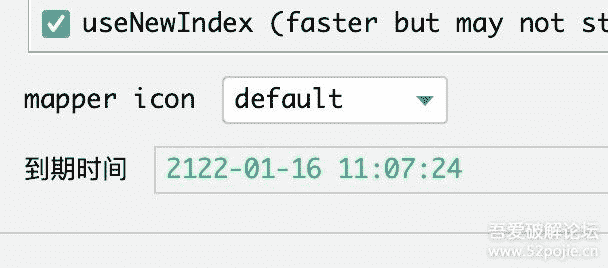 useNewIndex (faster but may not st
mapper icon default
到期时间 2122-01-16 11:07:24
吾爱破解论坛
www.52pojie.cn